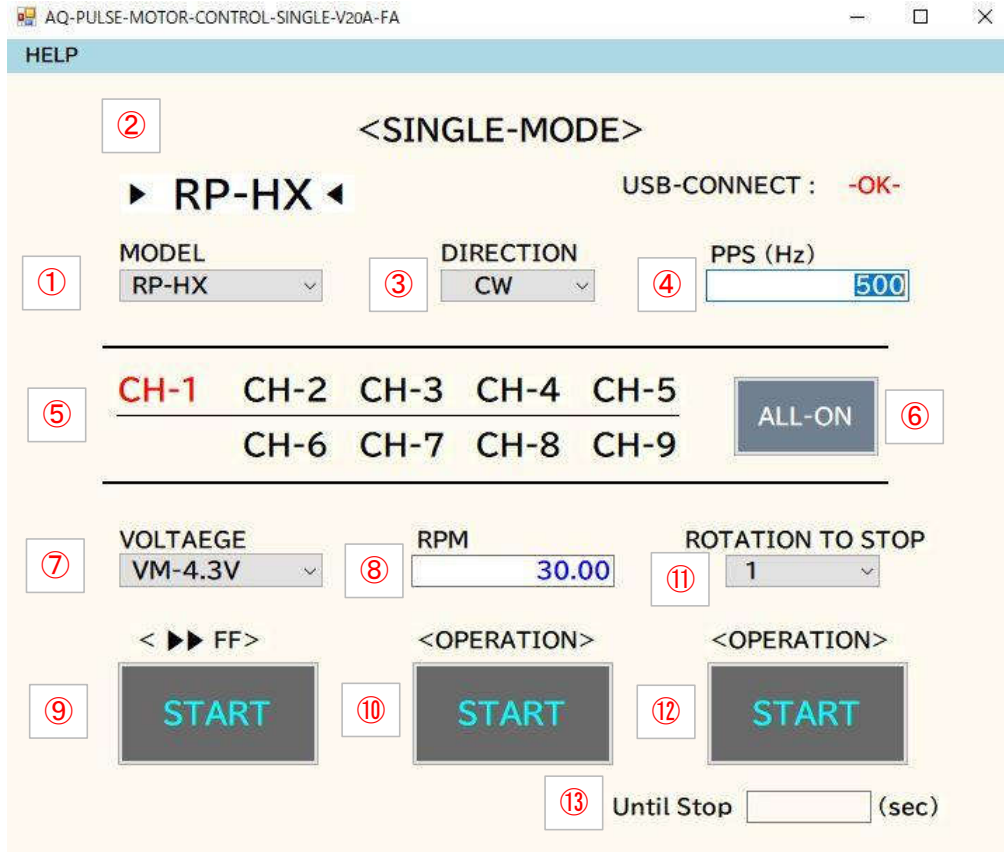 AQ-PULSE-MOTOR-CONTROL-SINGLE-V20A-FA
HELP
② <SINGLE-MODE>
▶ RP-HX ◀ USB-CONNECT : -OK-
MODEL DIRECTION PPS (Hz)
① RP-HX ③ CW ④ 500
⑤ CH-1 CH-2 CH-3 CH-4 CH-5
CH-6 CH-7 CH-8 CH-9
ALL-ON ⑥
VOLTAEGE RPM ROTATION TO STOP
⑦ VM-4.3V ⑧ 30.00 ⑪ 1
< ▶▶ FF> <OPERATION> <OPERATION>
⑨ START ⑩ START ⑫ START
⑬ Until Stop (sec)